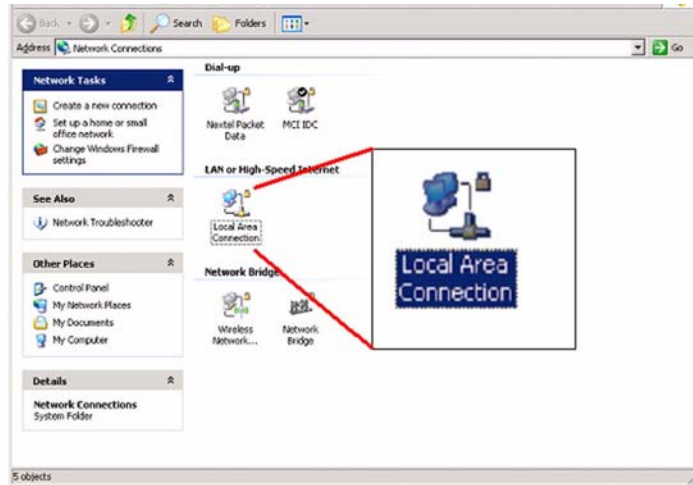 Back
Search
Folders
Address
Network Connections
Go
Network Tasks
Create a new connection
Set up a home or small
office network
Change Windows Firewall
settings
See Also
Network Troubleshooter
Other Places
Control Panel
My Network Places
My Documents
My Computer
Details
Network Connections
System Folder
Dial-up
Nextel Packet
Data
MCI IDC
LAN or High-Speed Internet
Local Area
Connection
Network Bridge
Wireless
Network...
Network
Bridge
Local Area
Connection
5 objects